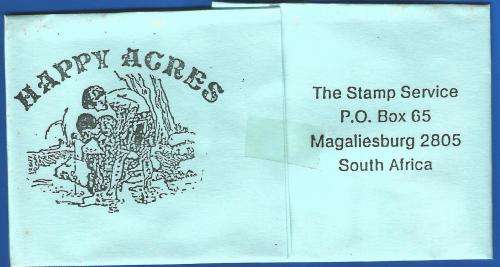 HAPPY ACRES
The Stamp Service
P.O. Box 65
Magaliesburg 2805
South Africa